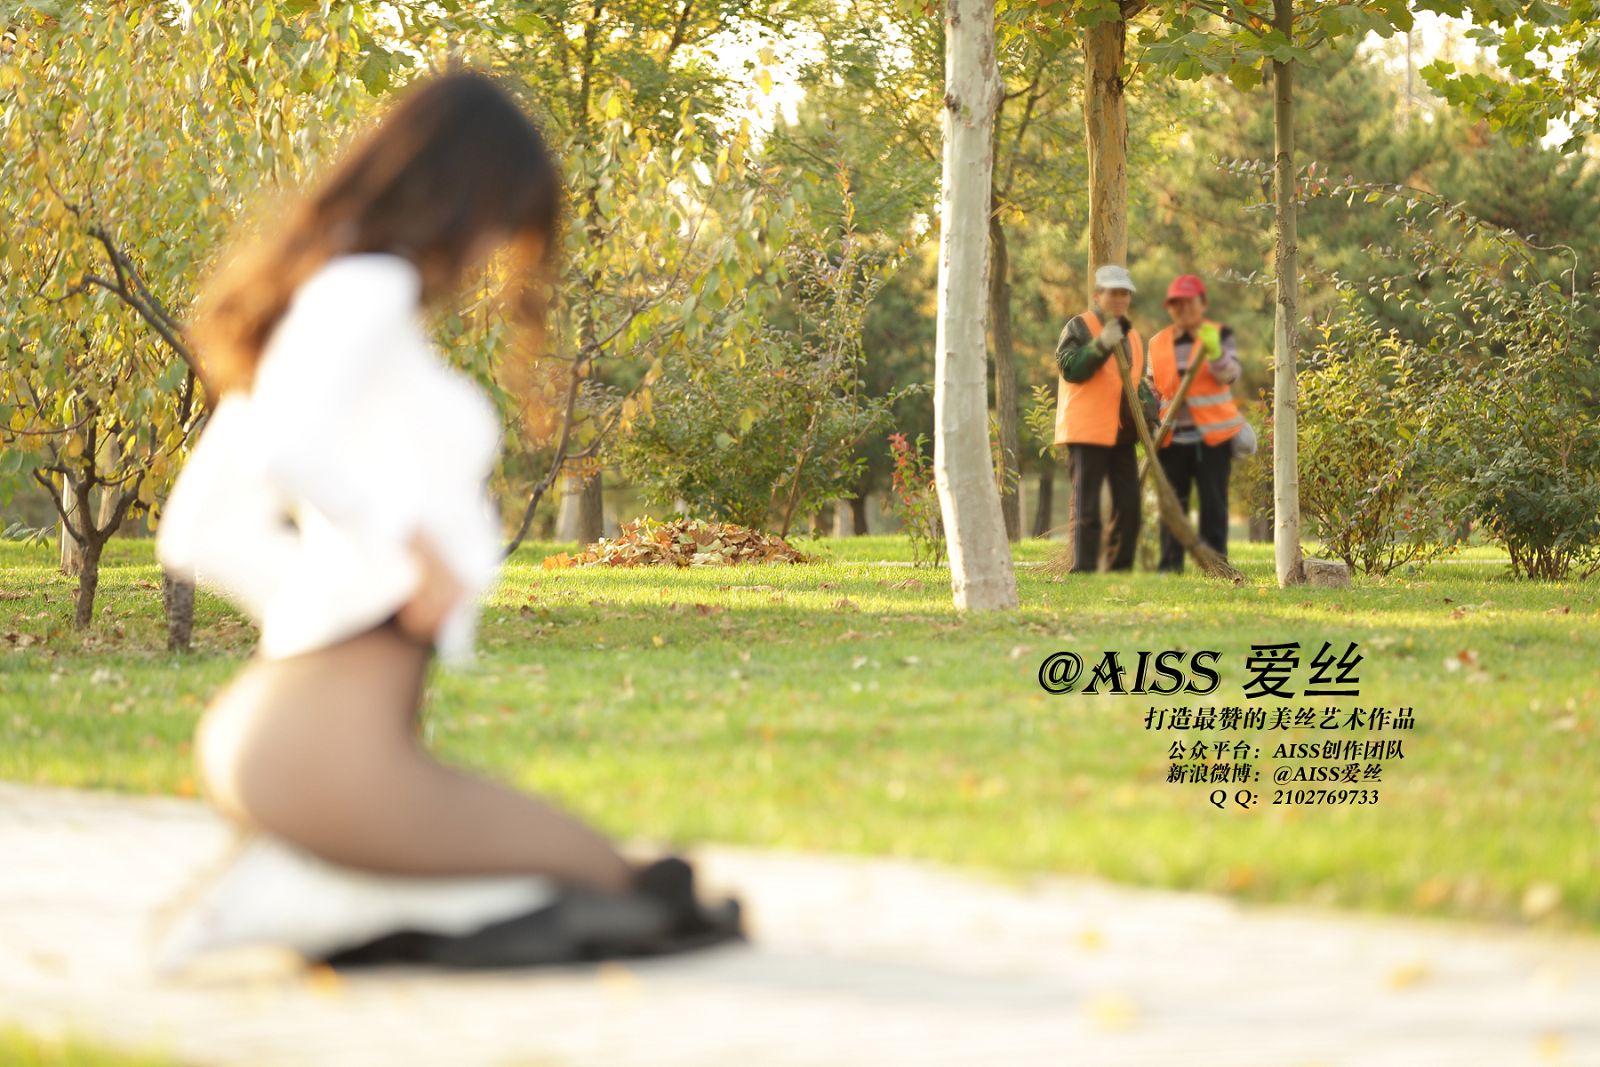 @AISS 爱丝
打造最赞的美丝艺术作品
公众平台：AISS创作团队
新浪微博：@AISS爱丝
Q Q：2102769733